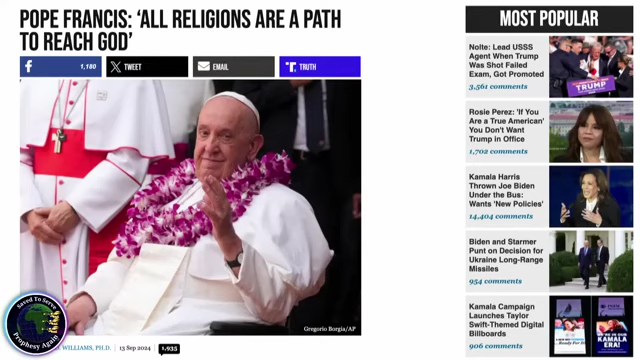 POPE FRANCIS: ‘ALL RELIGIONS ARE A PATH
TO REACH GOD’
1,180
TWEET
EMAIL
TRUTH
Gregorio Borgia/AP
Saved To Serve
Prophesy Again
WILLIAMS, PH.D.
13 Sep 2024
1,935
MOST POPULAR
Nolte: Lead USSS
Agent When Trump
Was Shot Failed
Exam, Got Promoted
3,561 comments
TRUMP
Rosie Perez: 'If You
Are a True American'
You Don't Want
Trump in Office
1,702 comments
Kamala Harris
Thrown Joe Biden
Under the Bus:
Wants 'New Policies'
14,404 comments
Biden and Starmer
Punt on Decision for
Ukraine Long-Range
Missiles
954 comments
Kamala Campaign
Launches Taylor
Swift-Themed Digital
Billboards
906 comments
KAMALA
ERA!